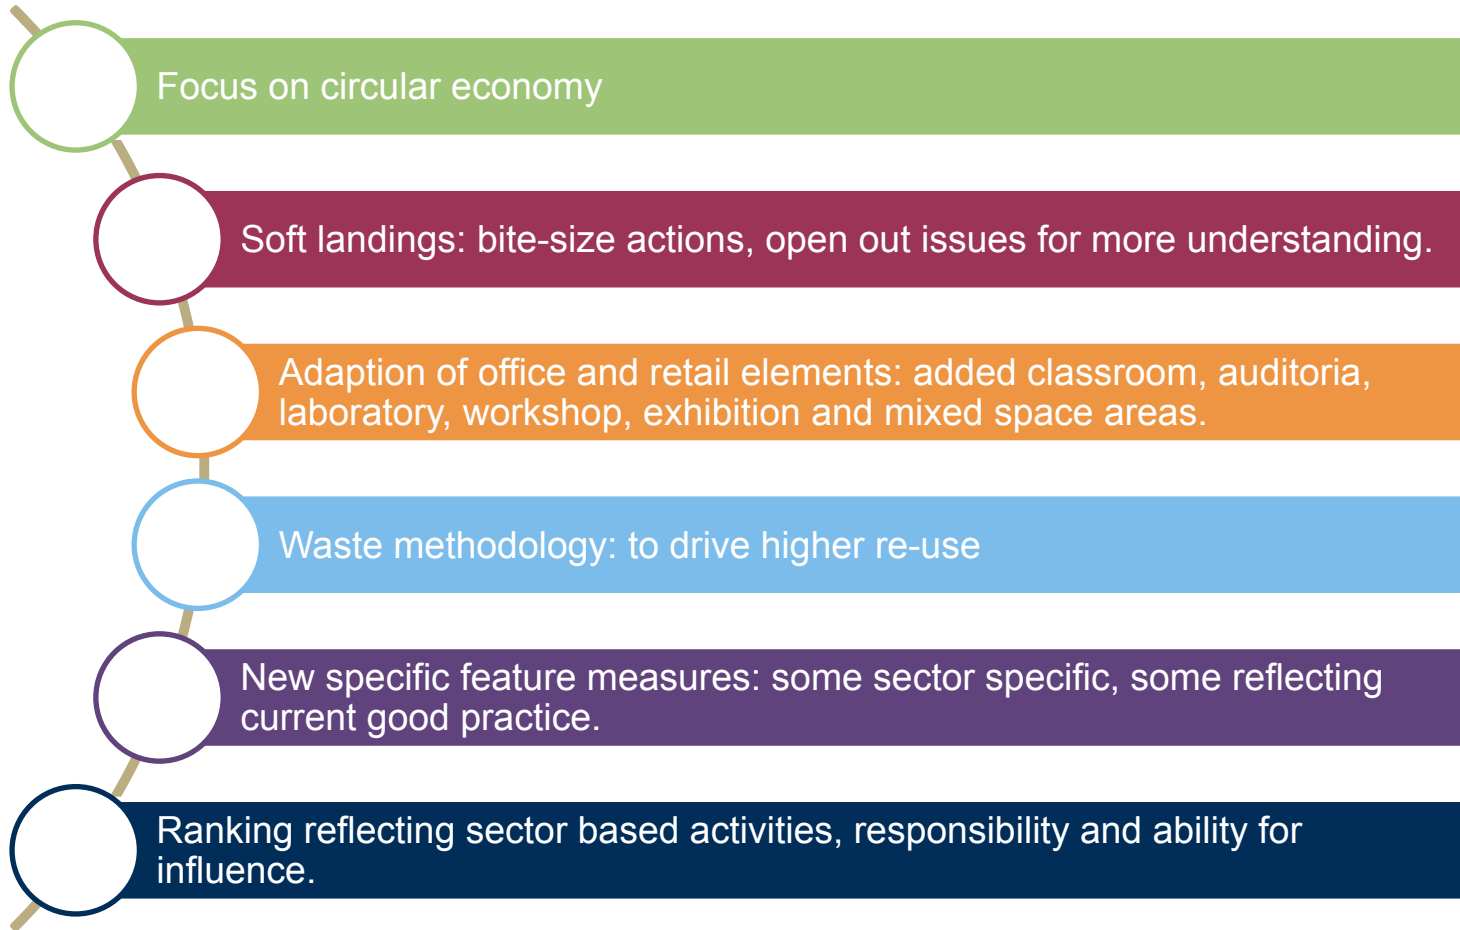 Focus on circular economy
Soft landings: bite-size actions, open out issues for more understanding.
Adaption of office and retail elements: added classroom, auditoria,
laboratory, workshop, exhibition and mixed space areas.
Waste methodology: to drive higher re-use
New specific feature measures: some sector specific, some reflecting
current good practice.
Ranking reflecting sector based activities, responsibility and ability for
influence.